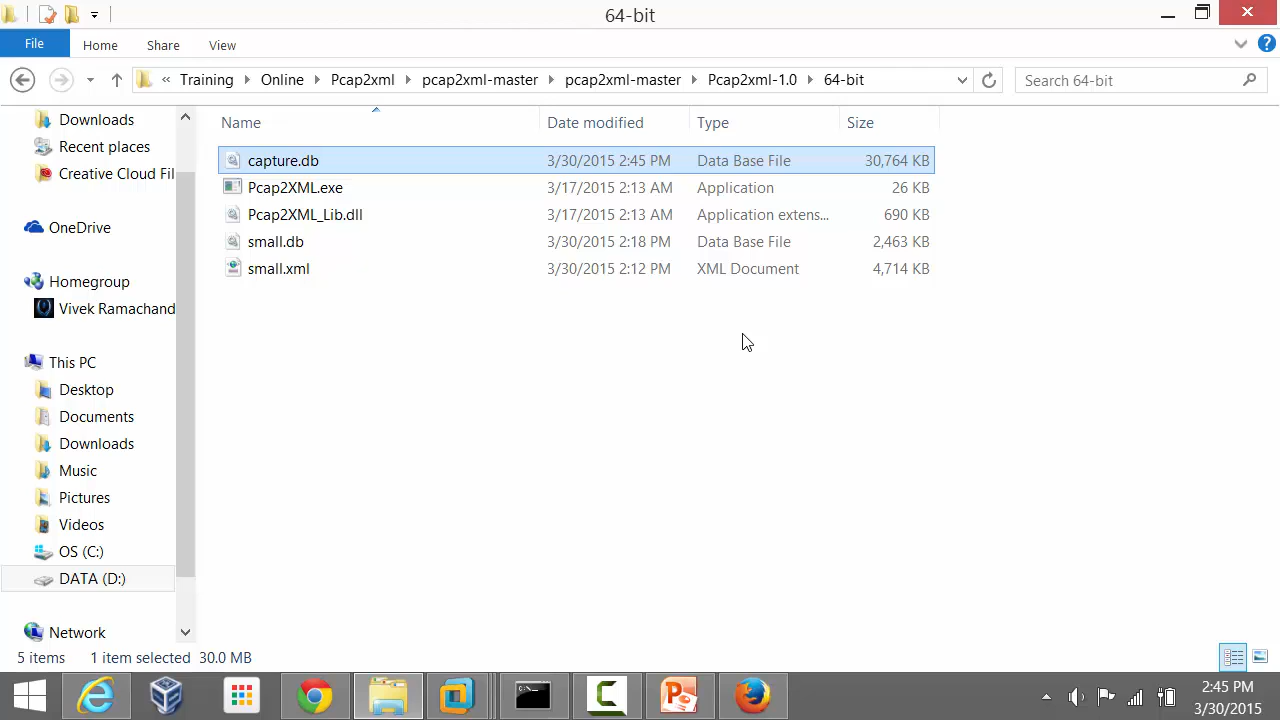 64-bit
File Home Share View
« Training Online Pcap2xml pcap2xml-master pcap2xml-master Pcap2xml-1.0 64-bit Search 64-bit
Name Date modified Type Size
capture.db 3/30/2015 2:45 PM Data Base File 30,764 KB
Pcap2XML.exe 3/17/2015 2:13 AM Application 26 KB
Pcap2XML_Lib.dll 3/17/2015 2:13 AM Application extens... 690 KB
small.db 3/30/2015 2:18 PM Data Base File 2,463 KB
small.xml 3/30/2015 2:12 PM XML Document 4,714 KB
Downloads
Recent places
Creative Cloud Fil
OneDrive
Homegroup
Vivek Ramachand
This PC
Desktop
Documents
Downloads
Music
Pictures
Videos
OS (C:)
DATA (D:)
Network
5 items 1 item selected 30.0 MB
2:45 PM
3/30/2015